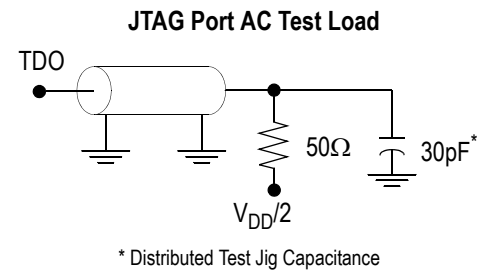 JTAG Port AC Test Load
TDO
50Ω
30pF*
VDD/2
* Distributed Test Jig Capacitance